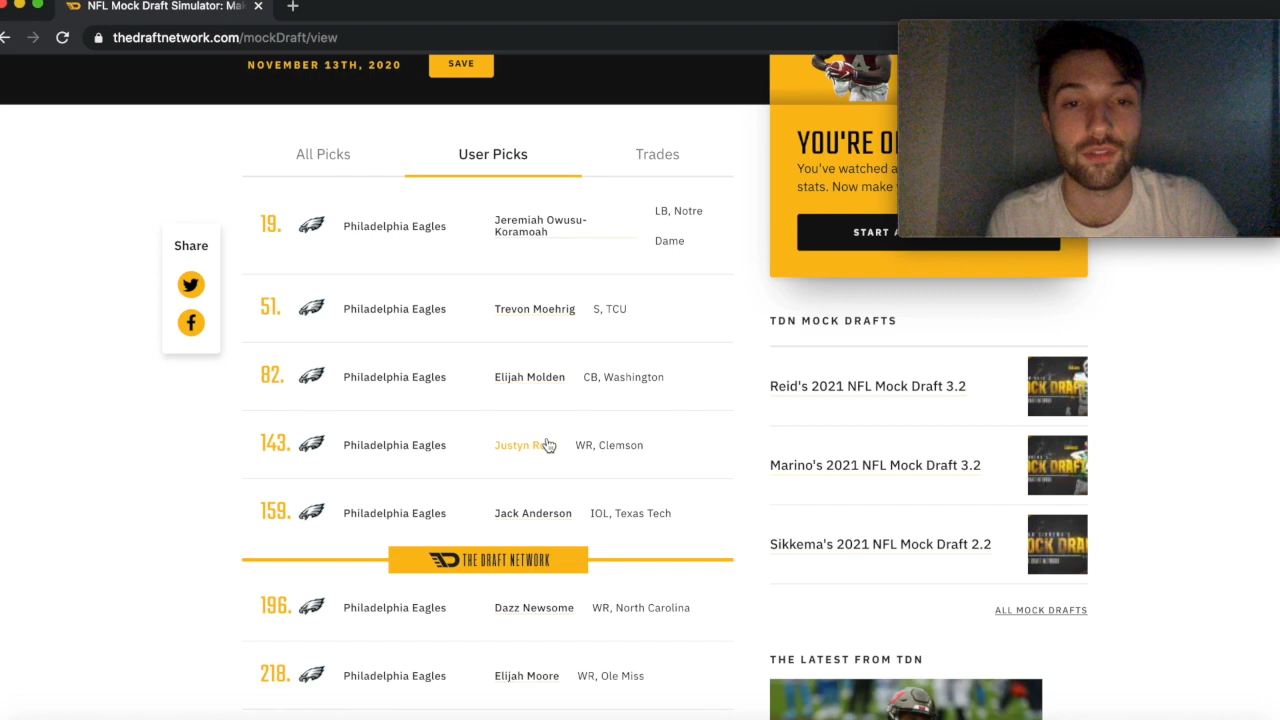 NFL Mock Draft Simulator: Ma
thedraftnetwork.com/mockDraft/view
NOVEMBER 13TH, 2020
SAVE
All Picks
User Picks
Trades
Share
19.
Philadelphia Eagles
Jeremiah Owusu-
Koramoah
LB, Notre
Dame
51.
Philadelphia Eagles
Trevon Moehrig
S, TCU
82.
Philadelphia Eagles
Elijah Molden
CB, Washington
143.
Philadelphia Eagles
Justyn
WR, Clemson
159.
Philadelphia Eagles
Jack Anderson
IOL, Texas Tech
THE DRAFT NETWORK
196.
Philadelphia Eagles
Dazz Newsome
WR, North Carolina
218.
Philadelphia Eagles
Elijah Moore
WR, Ole Miss
YOU'RE O
You've watched a
stats. Now make
START A
TDN MOCK DRAFTS
Reid's 2021 NFL Mock Draft 3.2
Marino's 2021 NFL Mock Draft 3.2
Sikkema's 2021 NFL Mock Draft 2.2
ALL MOCK DRAFTS
THE LATEST FROM TDN